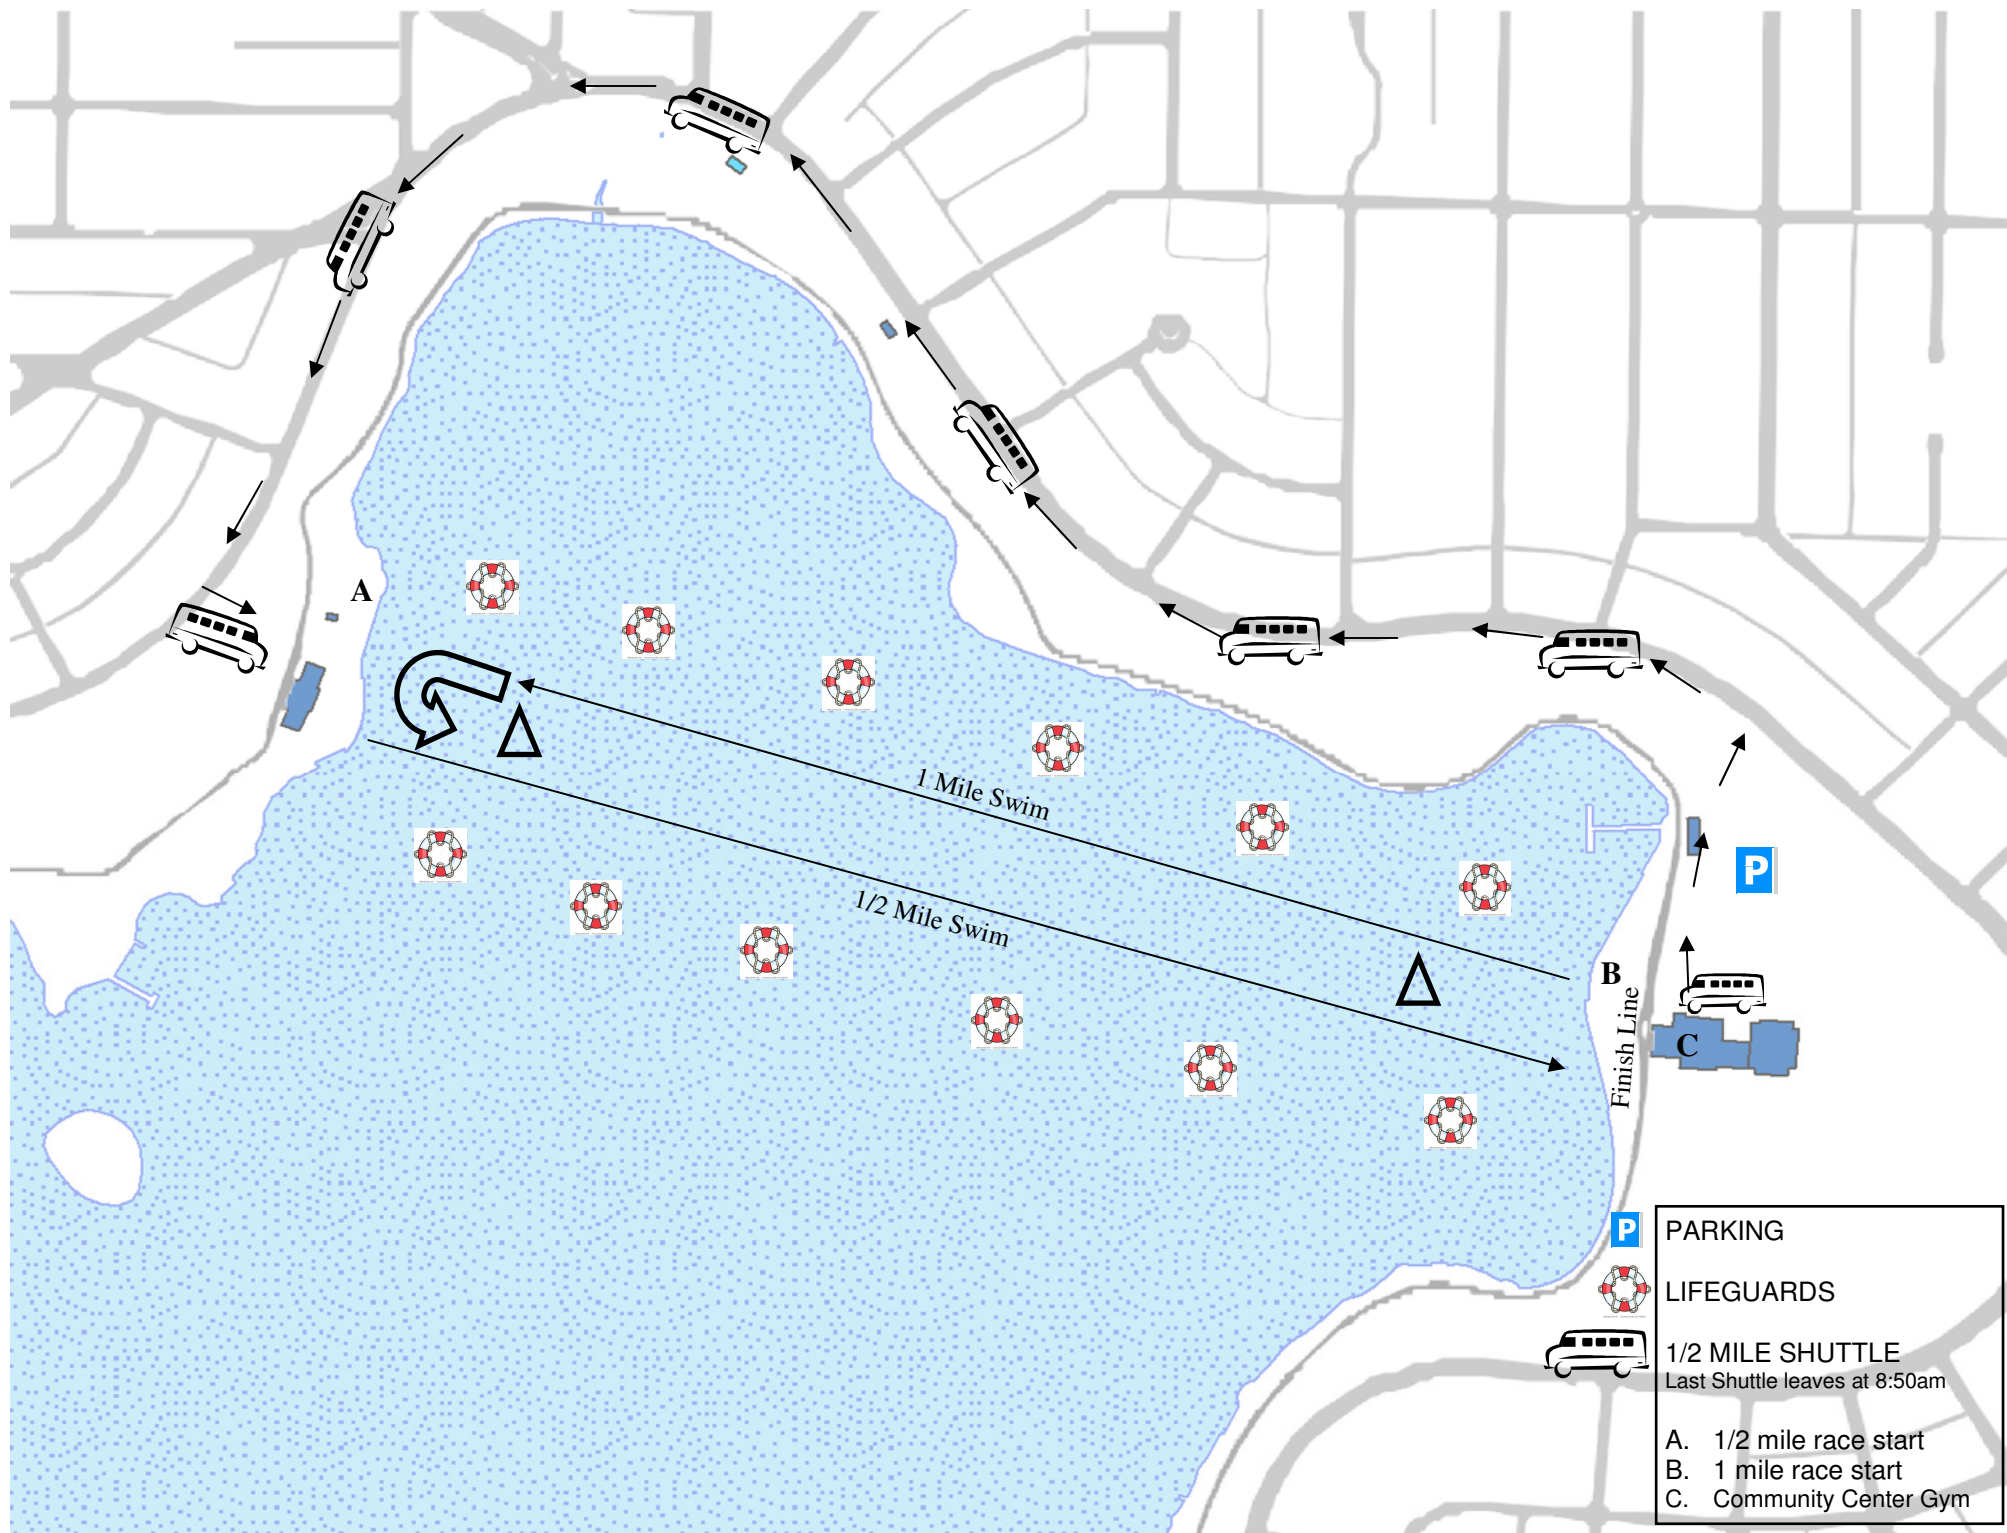 A
1 Mile Swim
1/2 Mile Swim
P
B
Finish Line
C
P PARKING
LIFEGUARDS
1/2 MILE SHUTTLE
Last Shuttle leaves at 8:50am
A. 1/2 mile race start
B. 1 mile race start
C. Community Center Gym